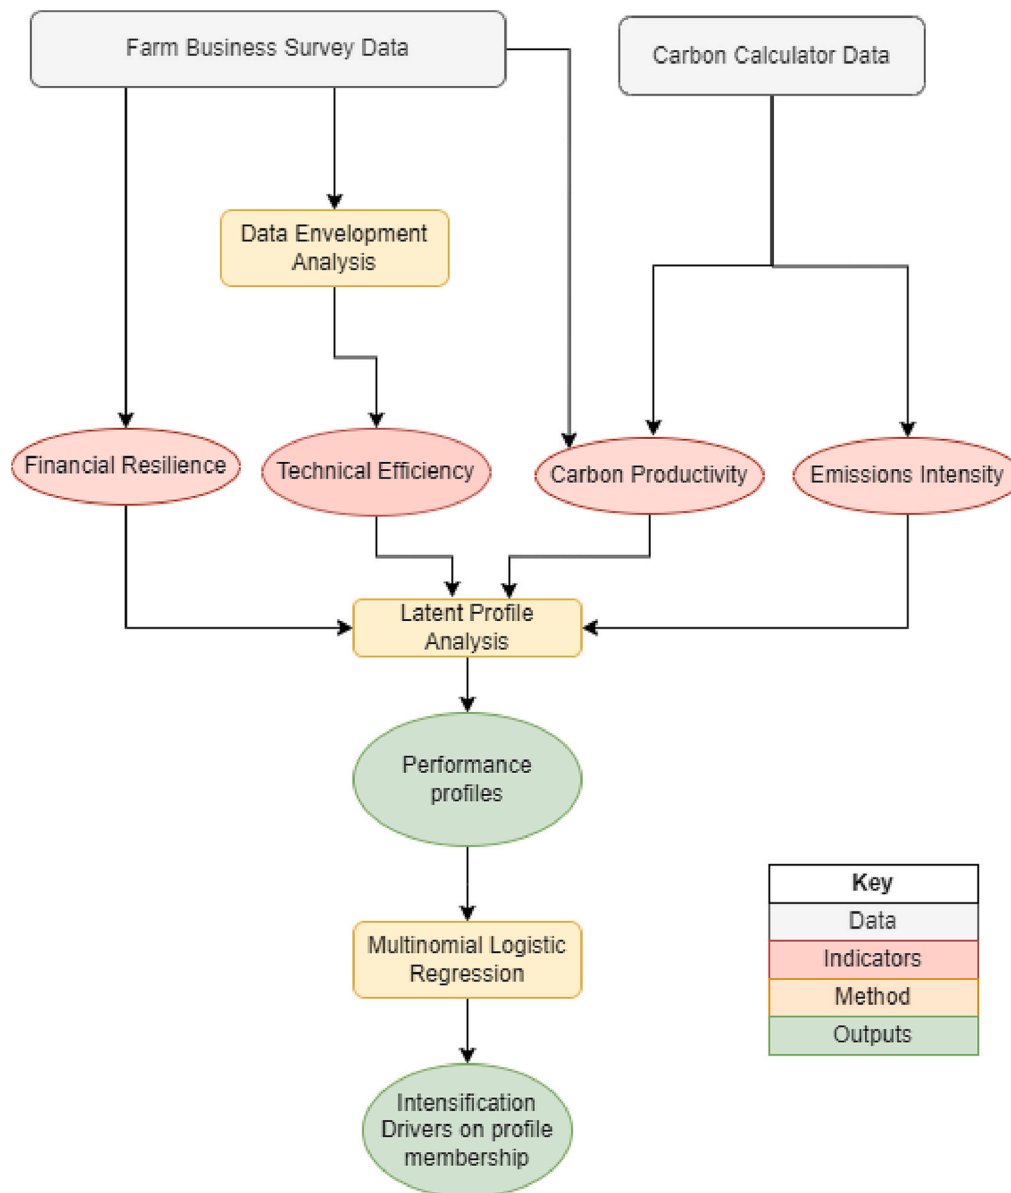 Farm Business Survey Data
Carbon Calculator Data
Data Envelopment
Analysis
Financial Resilience
Technical Efficiency
Carbon Productivity
Emissions Intensity
Latent Profile
Analysis
Performance
profiles
Multinomial Logistic
Regression
Intensification
Drivers on profile
membership
Key
Data
Indicators
Method
Outputs